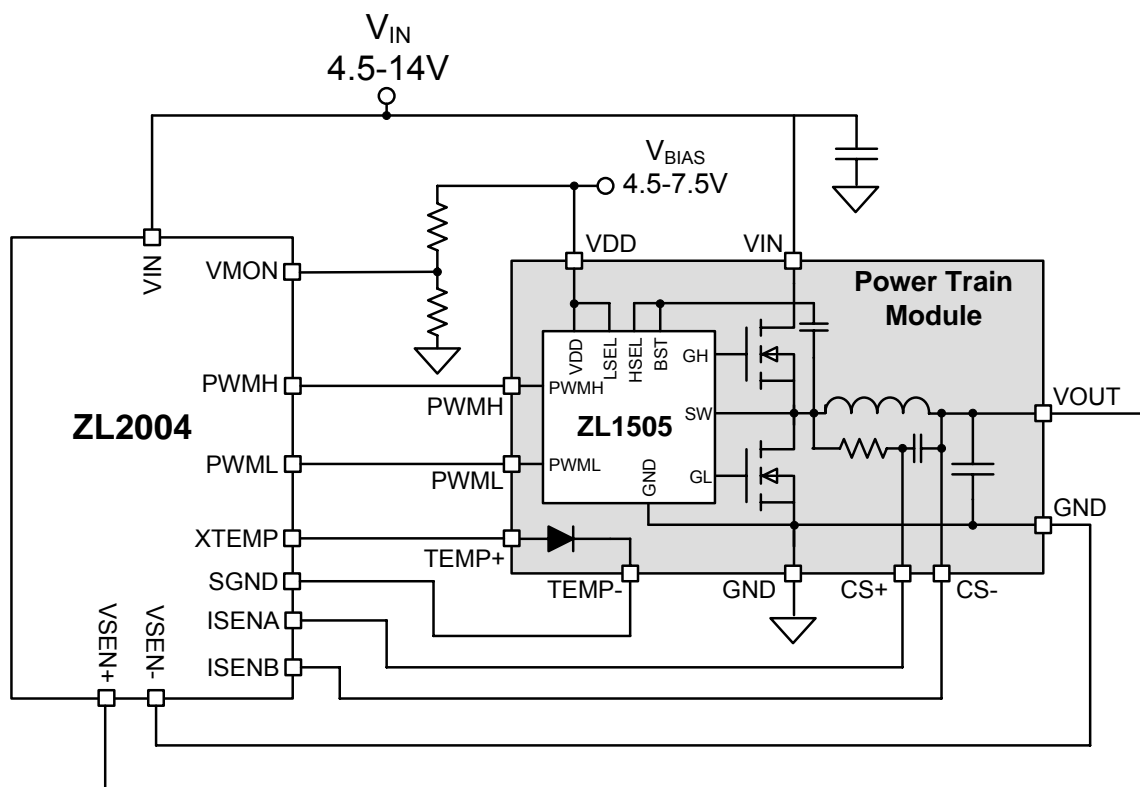 VIN
4.5-14V
VBIAS
4.5-7.5V
VDD
VIN
VIN
VMON
Power Train
Module
VDD
LSEL
HSEL
BST
GH
PWMH
PWMH
PWMH
VOUT
ZL2004
ZL1505
SW
PWML
PWML
PWML
GND
GL
GND
XTEMP
TEMP+
SGND
TEMP-
GND
CS+
CS-
ISENA
VSEN+
VSEN-
ISENB